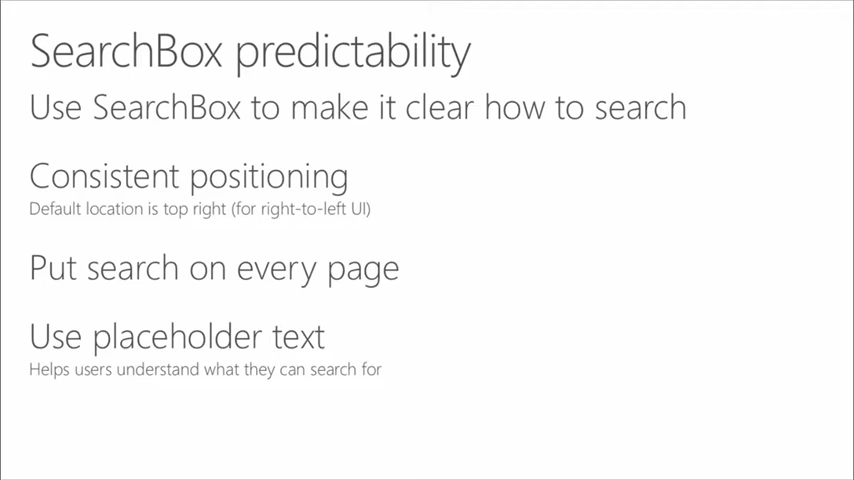 SearchBox predictability
Use SearchBox to make it clear how to search
Consistent positioning
Default location is top right (for right-to-left UI)
Put search on every page
Use placeholder text
Helps users understand what they can search for